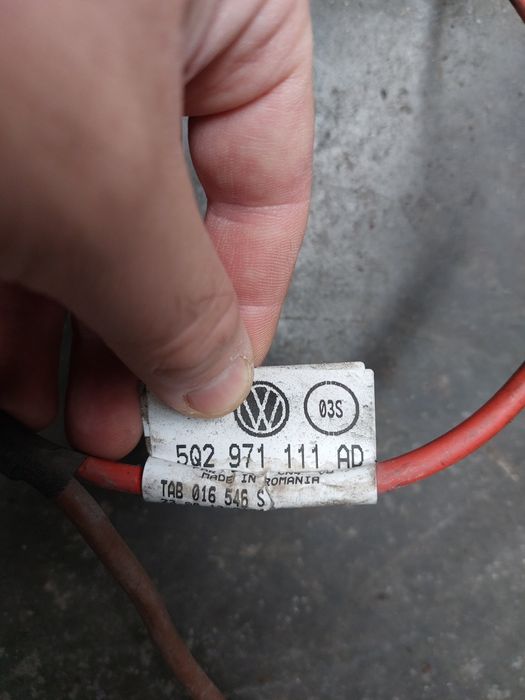 03S
5Q2 971 111 AD
MADE IN ROMANIA
TAB 016 546 S